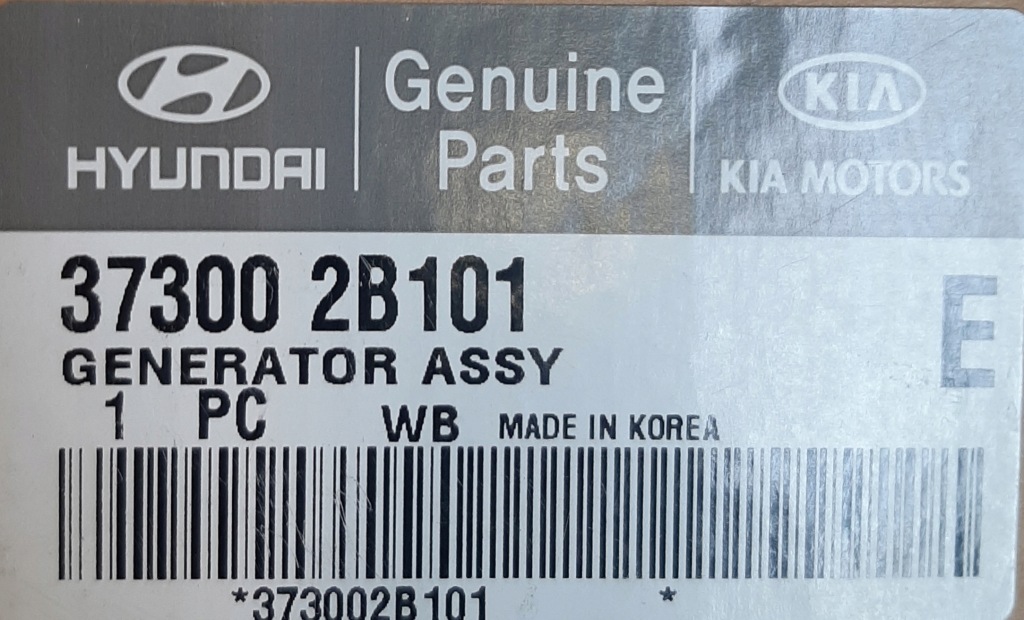 HYUNDAI
Genuine
Parts
KIA
KIA MOTORS
37300 2B101
E
GENERATOR ASSY
1 PC WB MADE IN KOREA
*373002B101 *